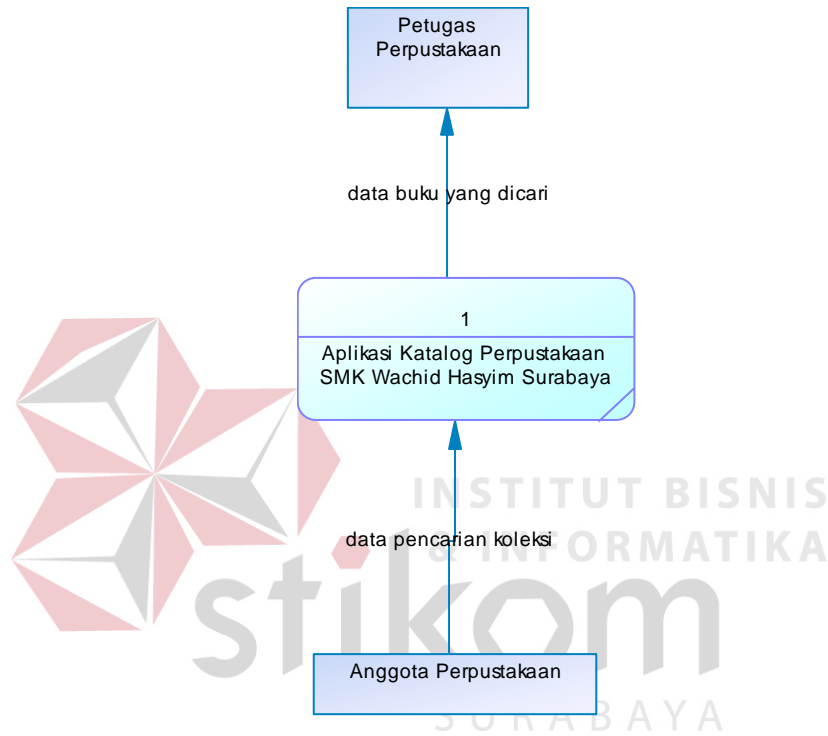 Petugas
Perpustakaan
data buku yang dicari
1
Aplikasi Katalog Perpustakaan
SMK Wachid Hasyim Surabaya
INSTITUT BISNIS
data pencarian koleksi
& INFORMATIKA
stikom
Anggota Perpustakaan
SURABAYA